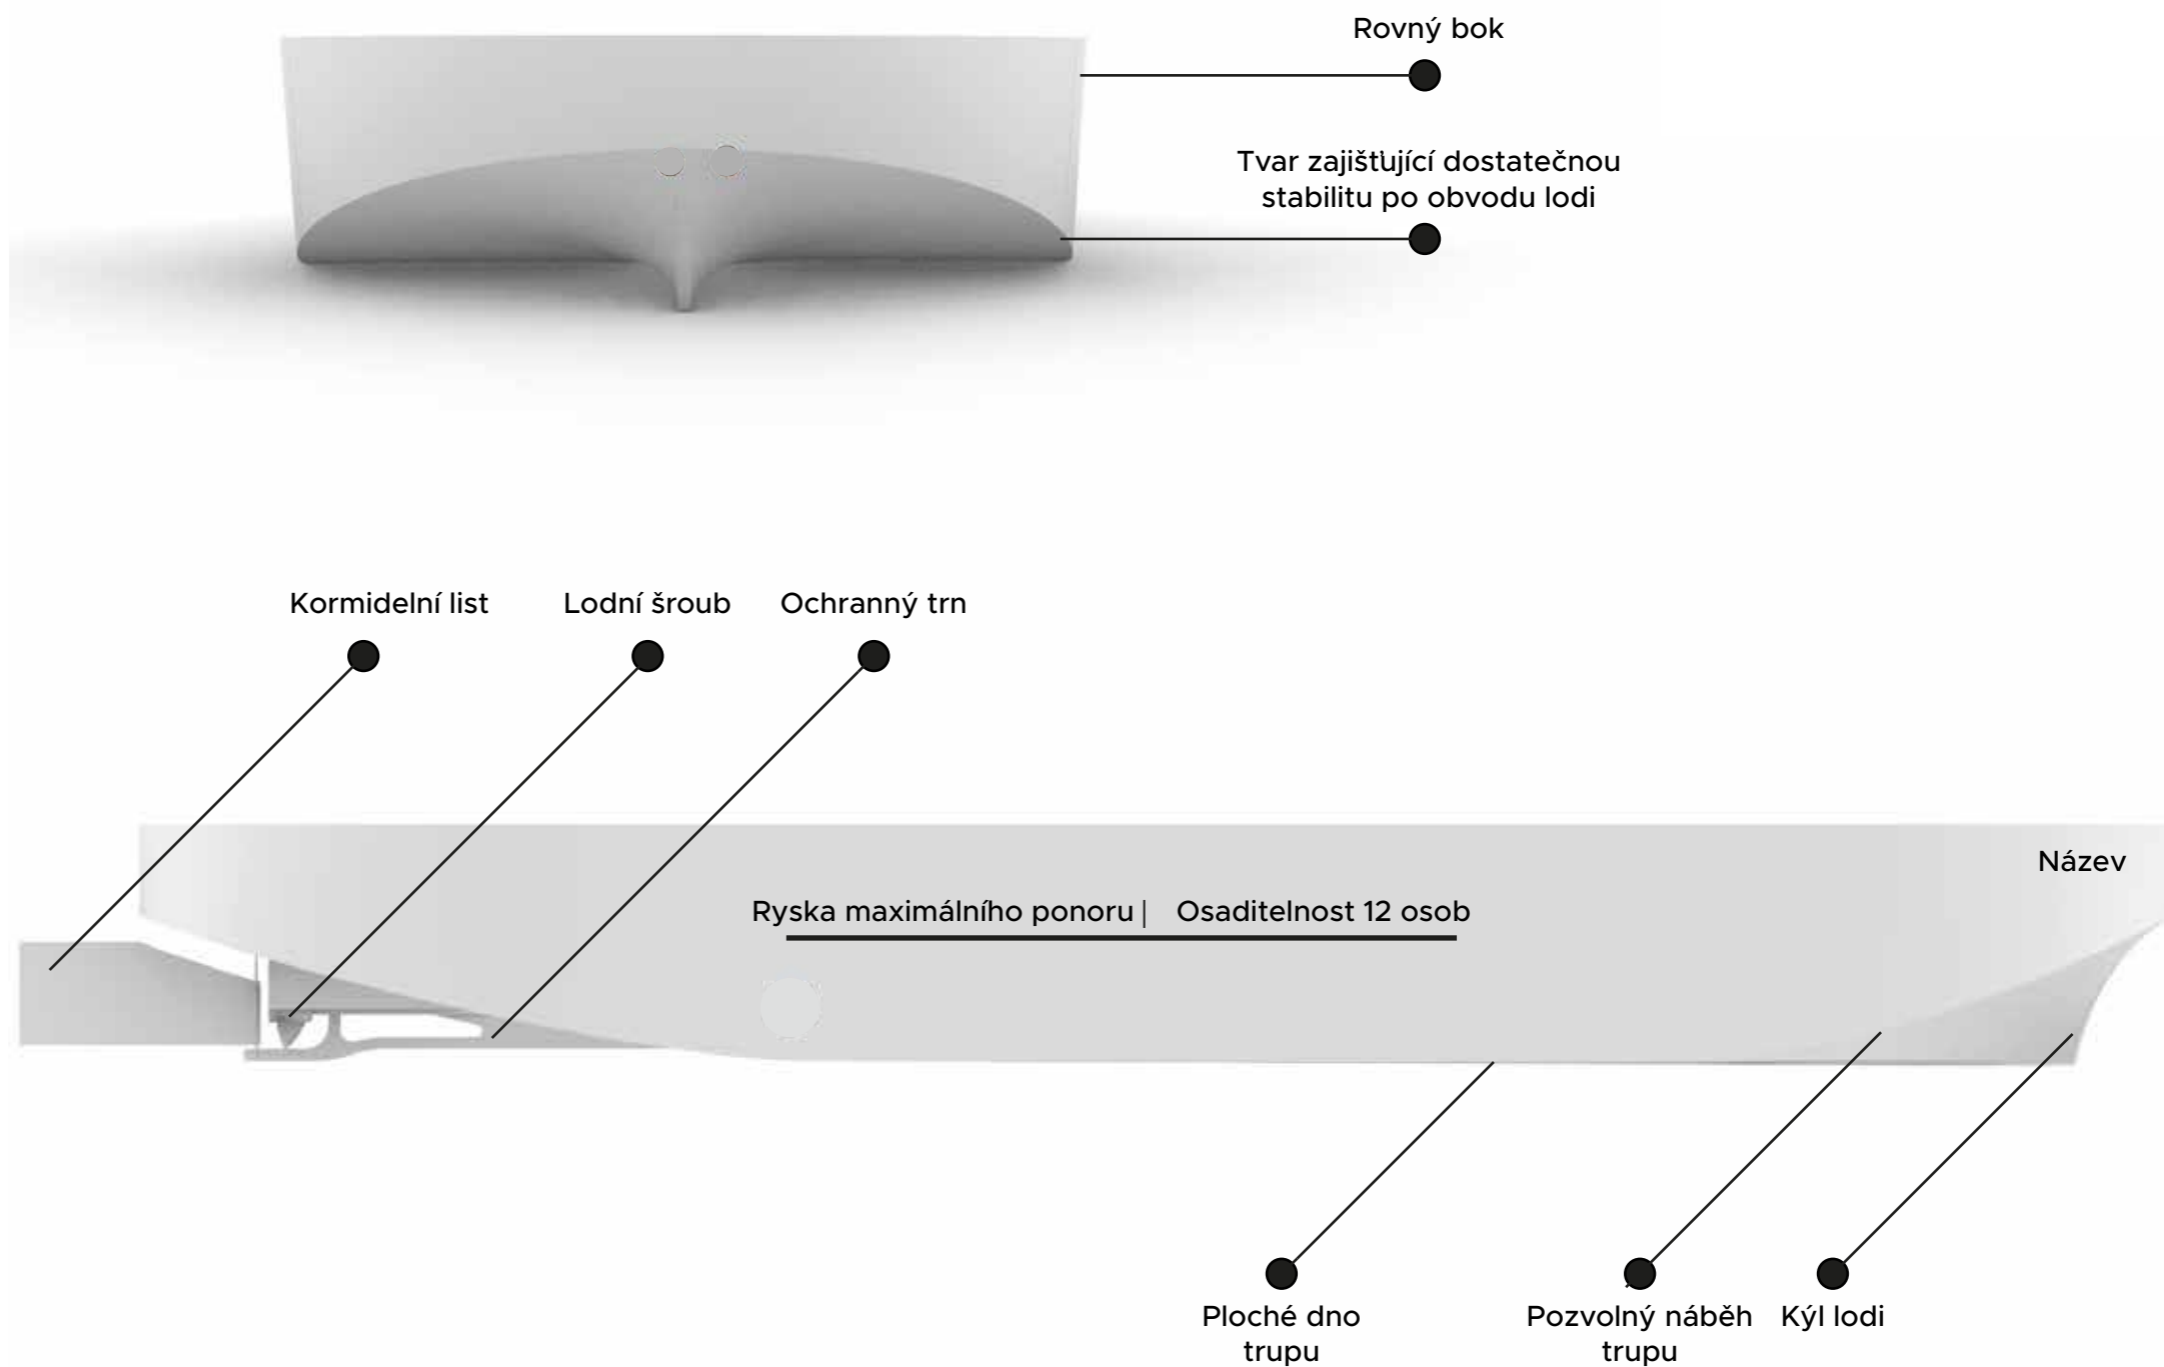 Rovný bok
Tvar zajišťující dostatečnou
stabilitu po obvodu lodi
Kormidelní list
Lodní šroub
Ochranný trn
Název
Ryska maximálního ponoru | Osaditelnost 12 osob
Ploché dno
trupu
Pozvolný náběh
trupu
Kýl lodi